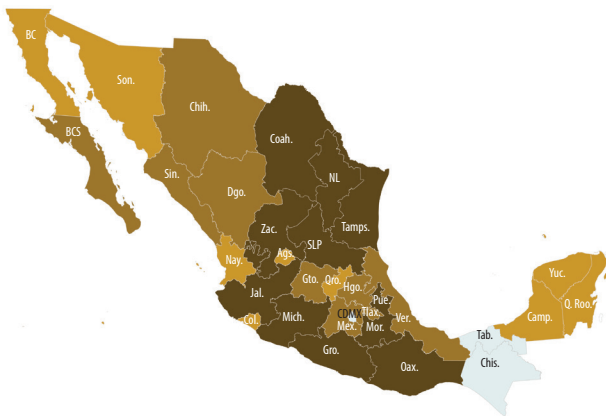 BC
Son.
Chih.
BCS
Coah.
Sin.
NL
Dgo.
Zac.
Tamps.
SLP
Nay.
Ags.
Gto.
Qro.
Hgo.
Yuc.
Jal.
Pue.
Q. Roo.
Col.
Mich.
CDMX
Tlax.
Ver.
Camp.
Mex.
Mor.
Tab.
Gro.
Oax.
Chis.